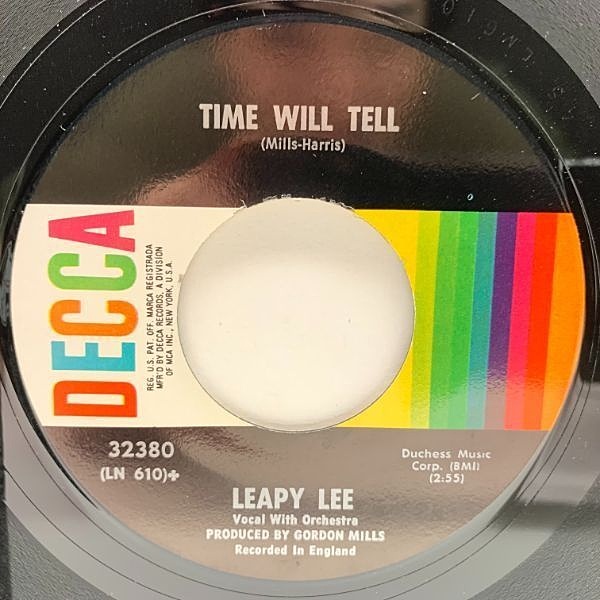 TIME WILL TELL
(Mills-Harris)
DECCA
REG. U.S. PAT. OFF. MARCA REGISTRADA
MFR'D BY DECCA RECORDS, A DIVISION
OF MCA INC., NEW YORK, U.S.A.
32380
(LN 610)+
Duchess Music
Corp. (BMI)
(2:55)
LEAPY LEE
Vocal With Orchestra
PRODUCED BY GORDON MILLS
Recorded In England